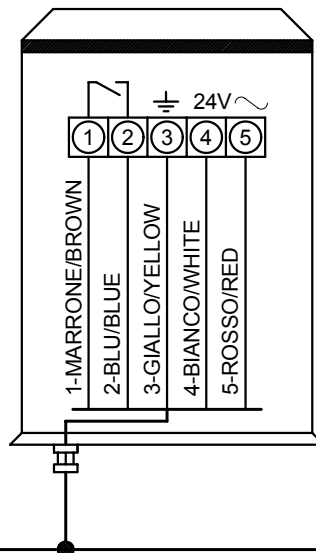 24V
1 2 3 4 5
1-MARRONE/BROWN
2-BLU/BLUE
3-GIALLO/YELLOW
4-BIANCO/WHITE
5-ROSSO/RED